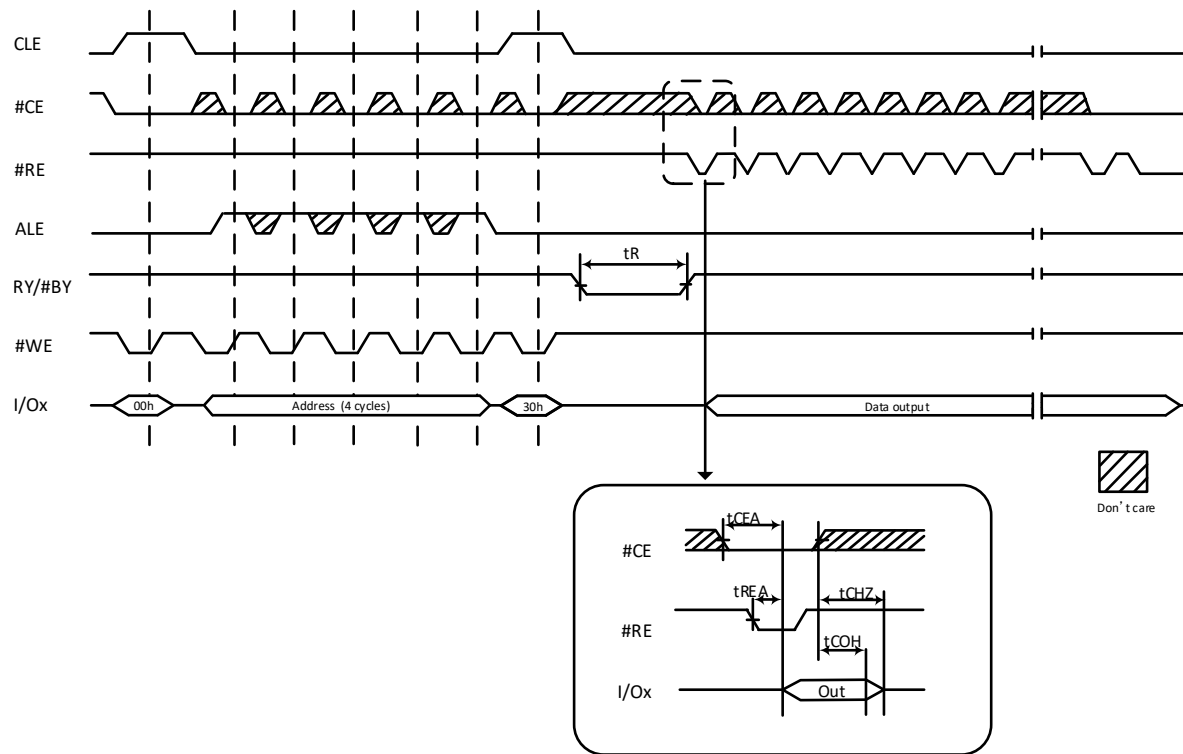 CLE
#CE
#RE
ALE
tR
RY/#BY
#WE
I/Ox
00h
Address (4 cycles)
30h
Data output
Don't care
tCEA
#CE
tREA
tCHZ
#RE
tCOH
I/Ox
Out